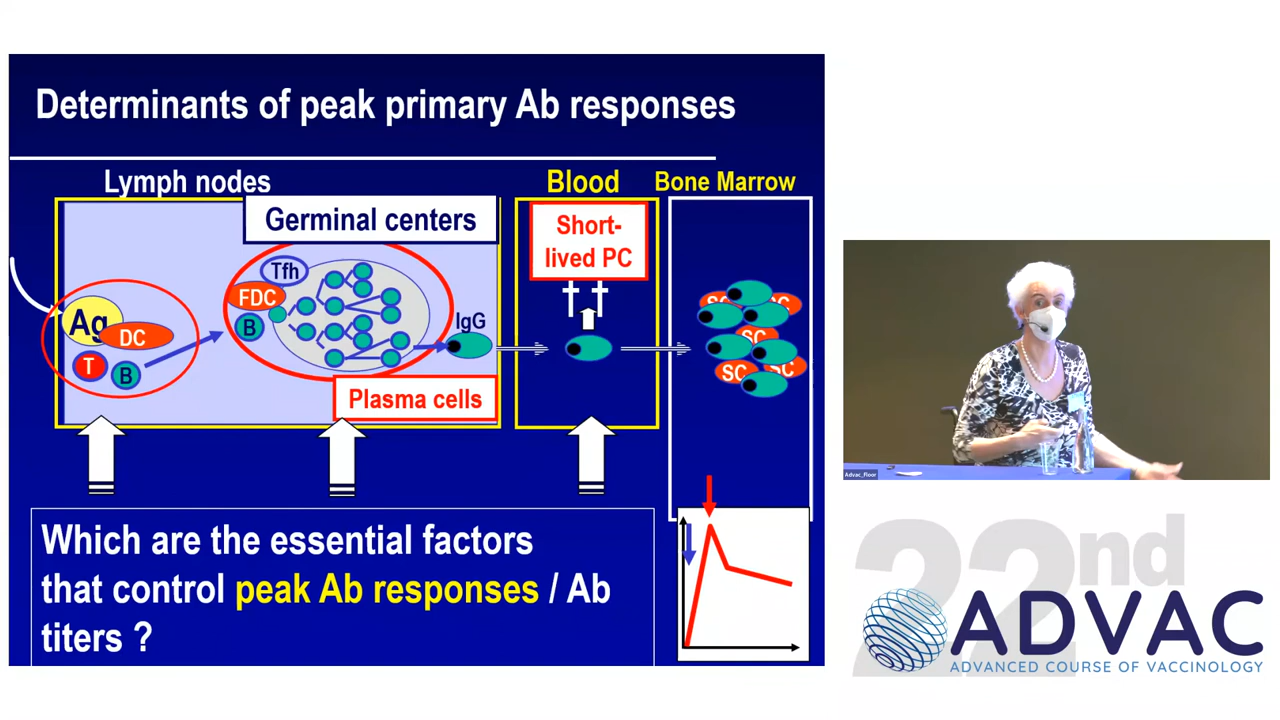 Determinants of peak primary Ab responses
Lymph nodes
Blood
Bone Marrow
Germinal centers
Short-
lived PC
Tfh
FDC
Ag
DC
B
T
B
IgG
SC
SC
SC
SC
Plasma cells
Which are the essential factors
that control peak Ab responses / Ab
titers ?
Advac_Floor
22nd
ADVAC
ADVANCED COURSE OF VACCINOLOGY